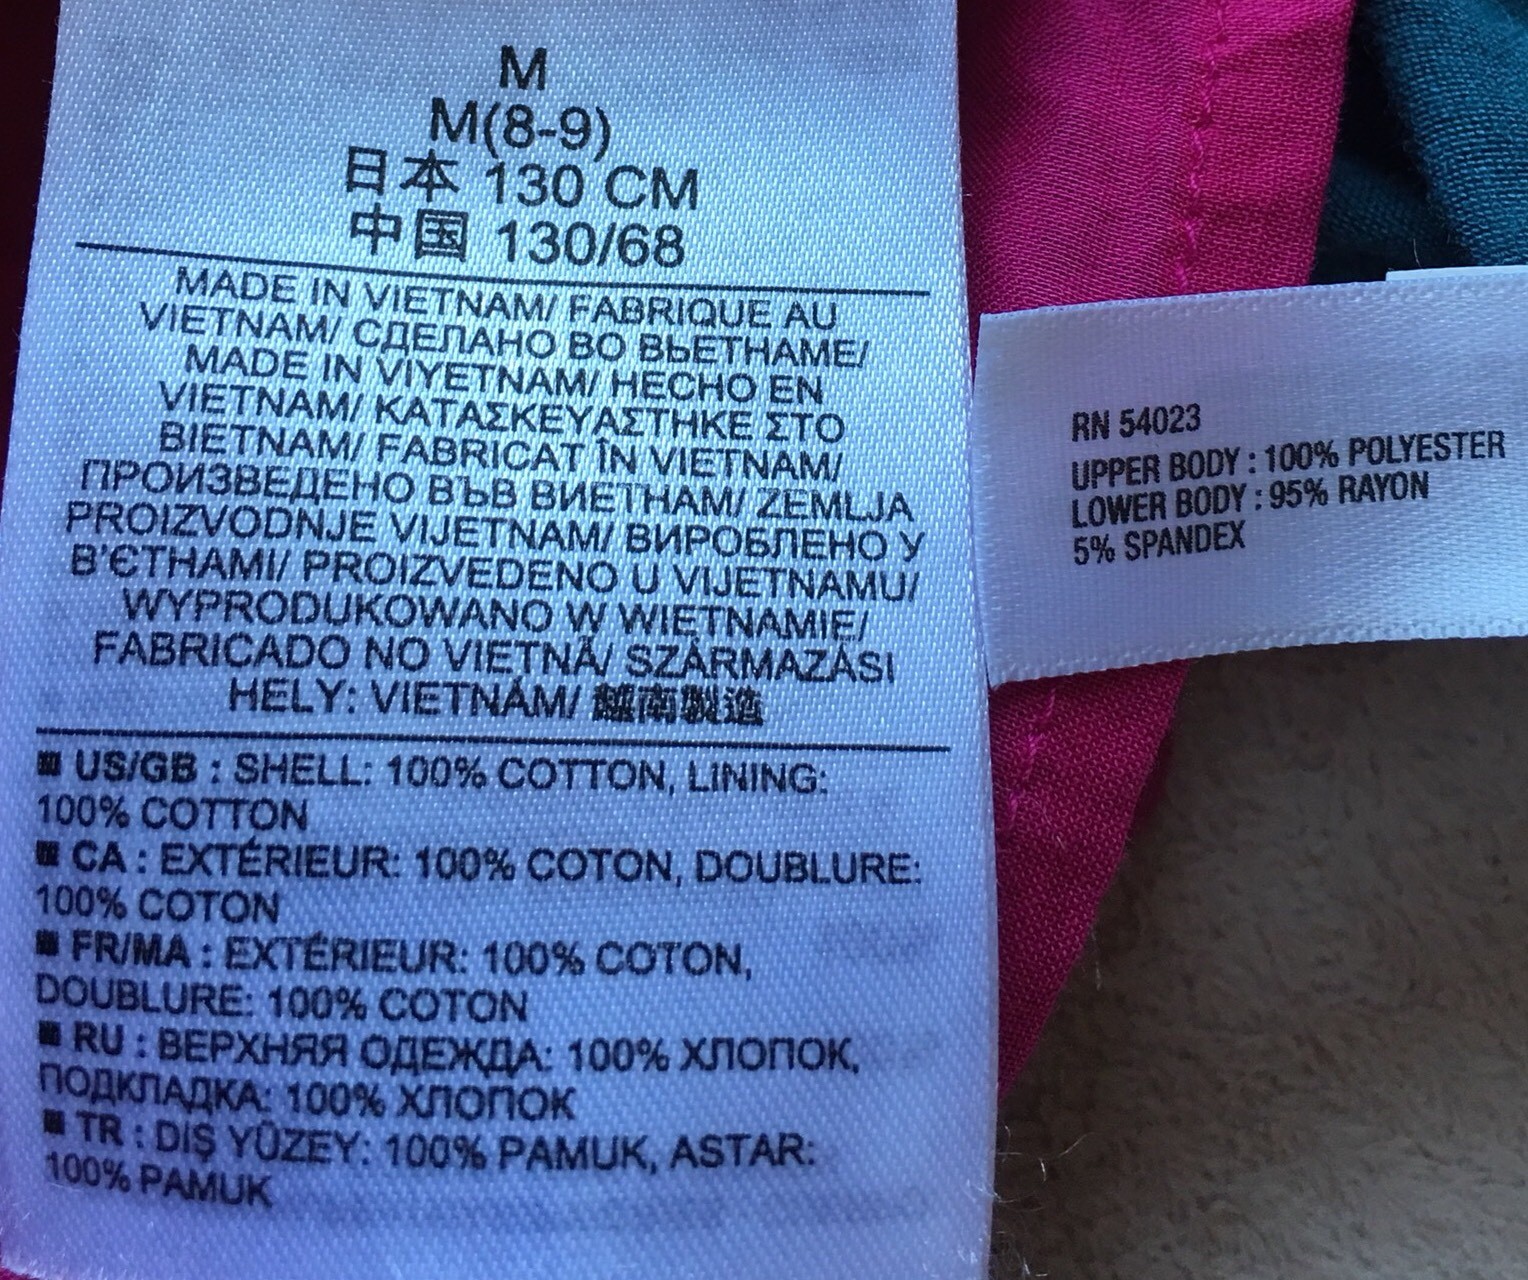 M
M(8-9)
日本 130 CM
中国 130/68
MADE IN VIETNAM/ FABRIQUE AU
VIETNAM/ СДЕЛАНО ВО ВЬЕТНАМЕ/
MADE IN VIYETNAM/ HECHO EN
VIETNAM/ ΚΑΤΑΣΚΕΥΑΣΤΗΚΕ ΣΤΟ
ΒΙΕΤΝΑΜ/ FABRICAT ÎN VIETNAM/
ПРОИЗВЕДЕНО ВЪВ ВИЕТНАМ/ ZEMLJA
PROIZVODNJE VIJETNAM/ ВИРОБЛЕНО У
В'ЄТНАМІ/ PROIZVEDENO U VIJETNAMU/
WYPRODUKOWANO W WIETNAMIE/
FABRICADO NO VIETNÃ/ SZÁRMAZÁSI
HELY: VIETNÁM/ 越南製造
US/GB : SHELL: 100% COTTON, LINING:
100% COTTON
CA : EXTÉRIEUR: 100% COTON, DOUBLURE:
100% COTON
FR/MA : EXTÉRIEUR: 100% COTON,
DOUBLURE: 100% COTON
RU : ВЕРХНЯЯ ОДЕЖДА: 100% ХЛОПОК,
ПОДКЛАДКА: 100% ХЛОПОК
TR : DIŞ YÜZEY: 100% PAMUK, ASTAR:
100% PAMUK
RN 54023
UPPER BODY : 100% POLYESTER
LOWER BODY : 95% RAYON
5% SPANDEX